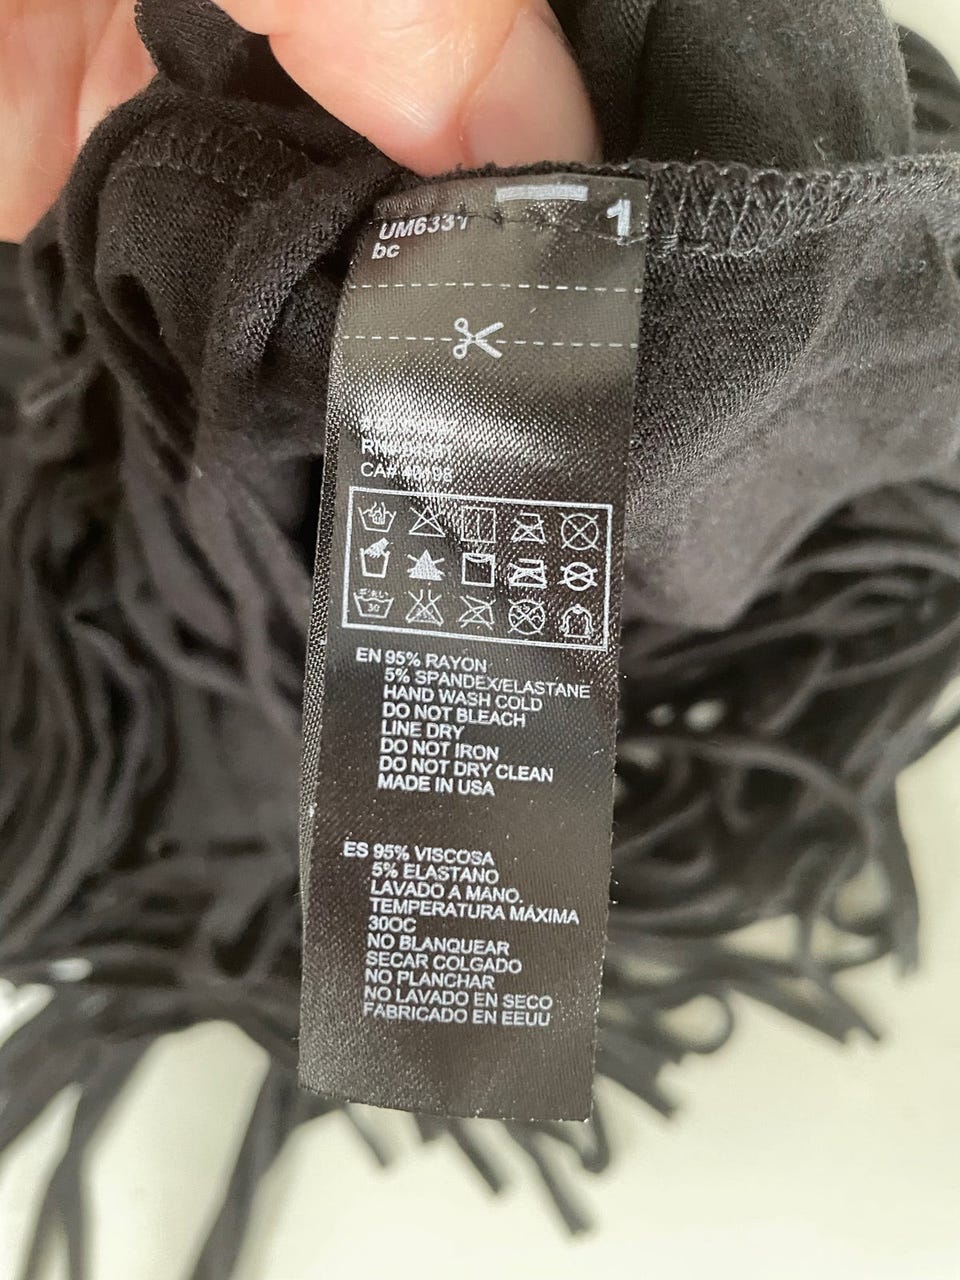 1
UM6331
bc
EN 95% RAYON
5% SPANDEX/ELASTANE
HAND WASH COLD
DO NOT BLEACH
LINE DRY
DO NOT IRON
DO NOT DRY CLEAN
MADE IN USA
ES 95% VISCOSA
5% ELASTANO
LAVADO A MANO.
TEMPERATURA MÁXIMA
30OC
NO BLANQUEAR
SECAR COLGADO
NO PLANCHAR
NO LAVADO EN SECO
FABRICADO EN EEUU